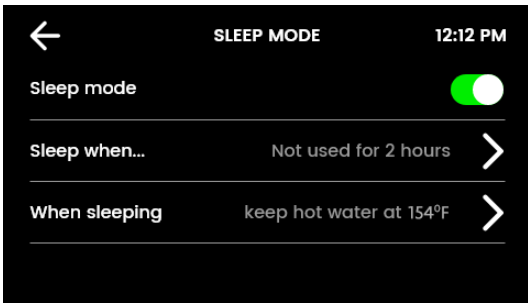 SLEEP MODE 12:12 PM
Sleep mode
Sleep when... Not used for 2 hours
When sleeping keep hot water at 154°F